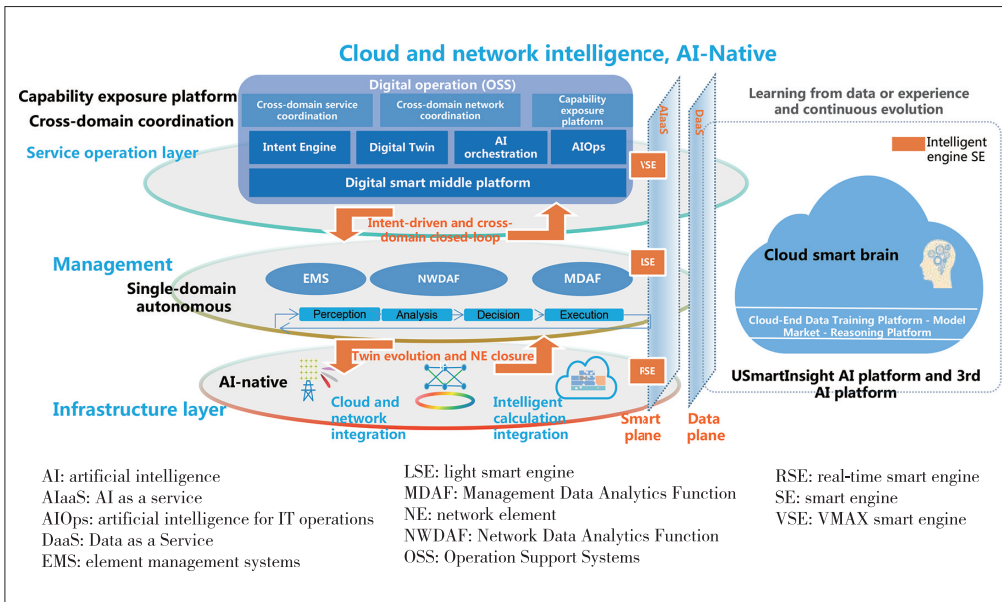 Cloud and network intelligence, AI-Native
Digital operation (OSS)
Capability exposure platform
Cross-domain coordination
Cross-domain service
coordination
Cross-domain network
coordination
Capability
exposure
platform
Service operation layer
Intent Engine
Digital Twin
AI
orchestration
AIOps
Digital smart middle platform
Intent-driven and cross-
domain closed-loop
Management
Single-domain
autonomous
EMS
NWDAF
MDAF
Perception
Analysis
Decision
Execution
Twin evolution and NE closure
AI-native
Infrastructure layer
Cloud and
network
integration
Intelligent
calculation
integration
AIaaS
DaaS
VSE
LSE
RSE
Smart
plane
Data
plane
Learning from data or experience
and continuous evolution
Intelligent
engine SE
Cloud smart brain
Cloud-End Data Training Platform - Model
Market - Reasoning Platform
USmartInsight AI platform and 3rd
AI platform
AI: artificial intelligence
AIaaS: AI as a service
AIOps: artificial intelligence for IT operations
DaaS: Data as a Service
EMS: element management systems
LSE: light smart engine
MDAF: Management Data Analytics Function
NE: network element
NWDAF: Network Data Analytics Function
OSS: Operation Support Systems
RSE: real-time smart engine
SE: smart engine
VSE: VMAX smart engine